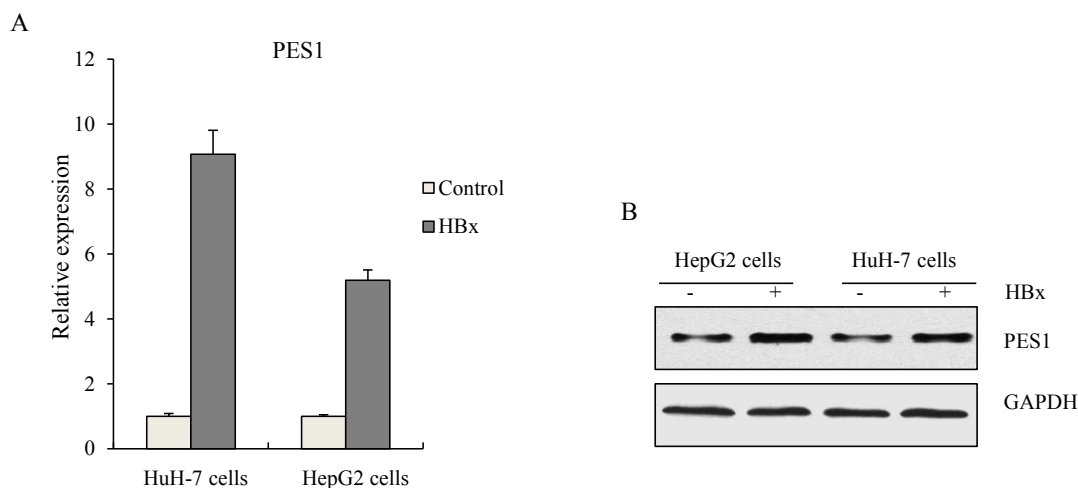 A
PES1
12
10
8
6
4
2
0
Relative expression
HuH-7 cells HepG2 cells
Control
HBx
B
HepG2 cells HuH-7 cells
- + - + HBx
PES1
GAPDH